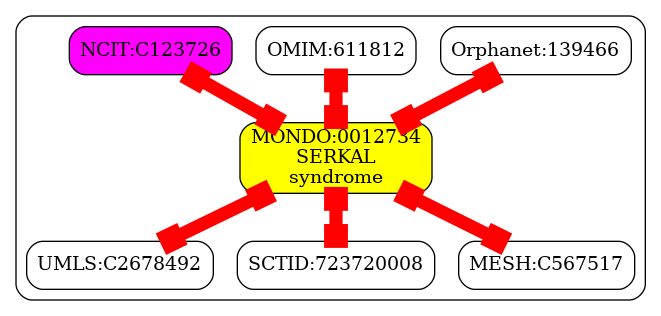 NCIT:C123726
OMIM:611812
Orphanet:139466
MONDO:0012734
SERKAL
syndrome
UMLS:C2678492
SCTID:723720008
MESH:C567517